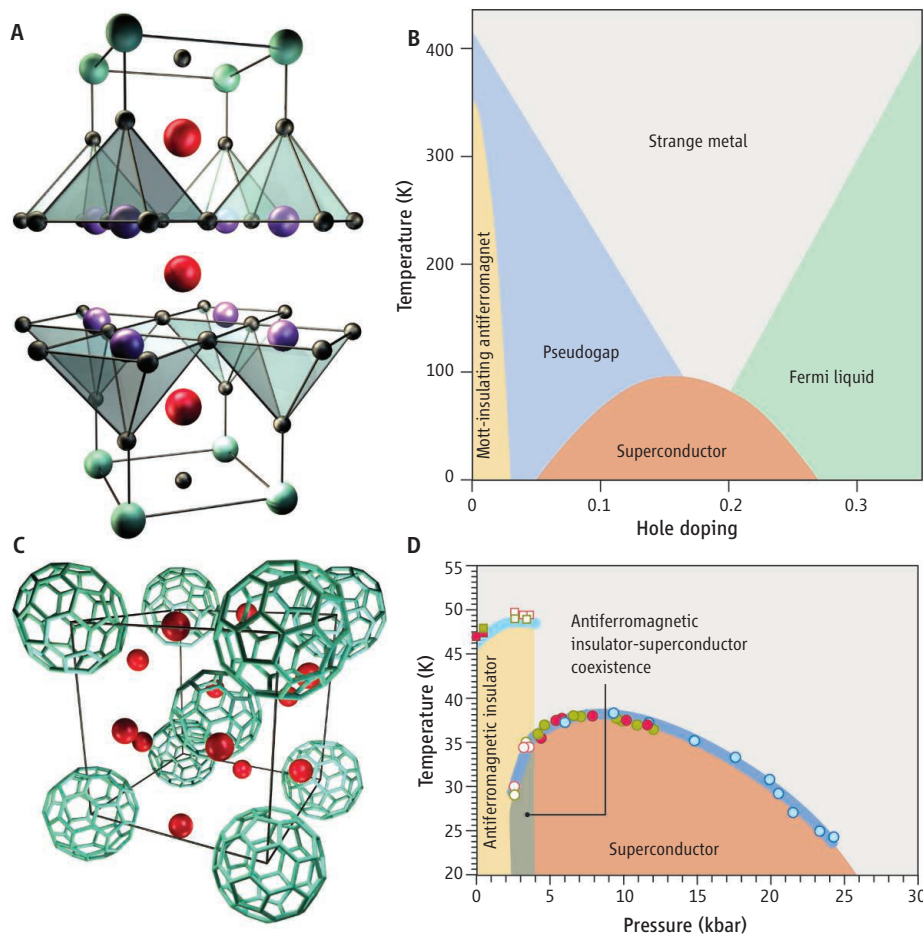 A
B
400
300
200
100
0
Temperature (K)
Strange metal
Mott-insulating antiferromagnet
Pseudogap
Fermi liquid
Superconductor
0
0.1
0.2
0.3
Hole doping
C
D
55
50
45
40
35
30
25
20
Temperature (K)
Antiferromagnetic
insulator-superconductor
coexistence
Antiferromagnetic insulator
Superconductor
0
5
10
15
20
25
30
Pressure (kbar)